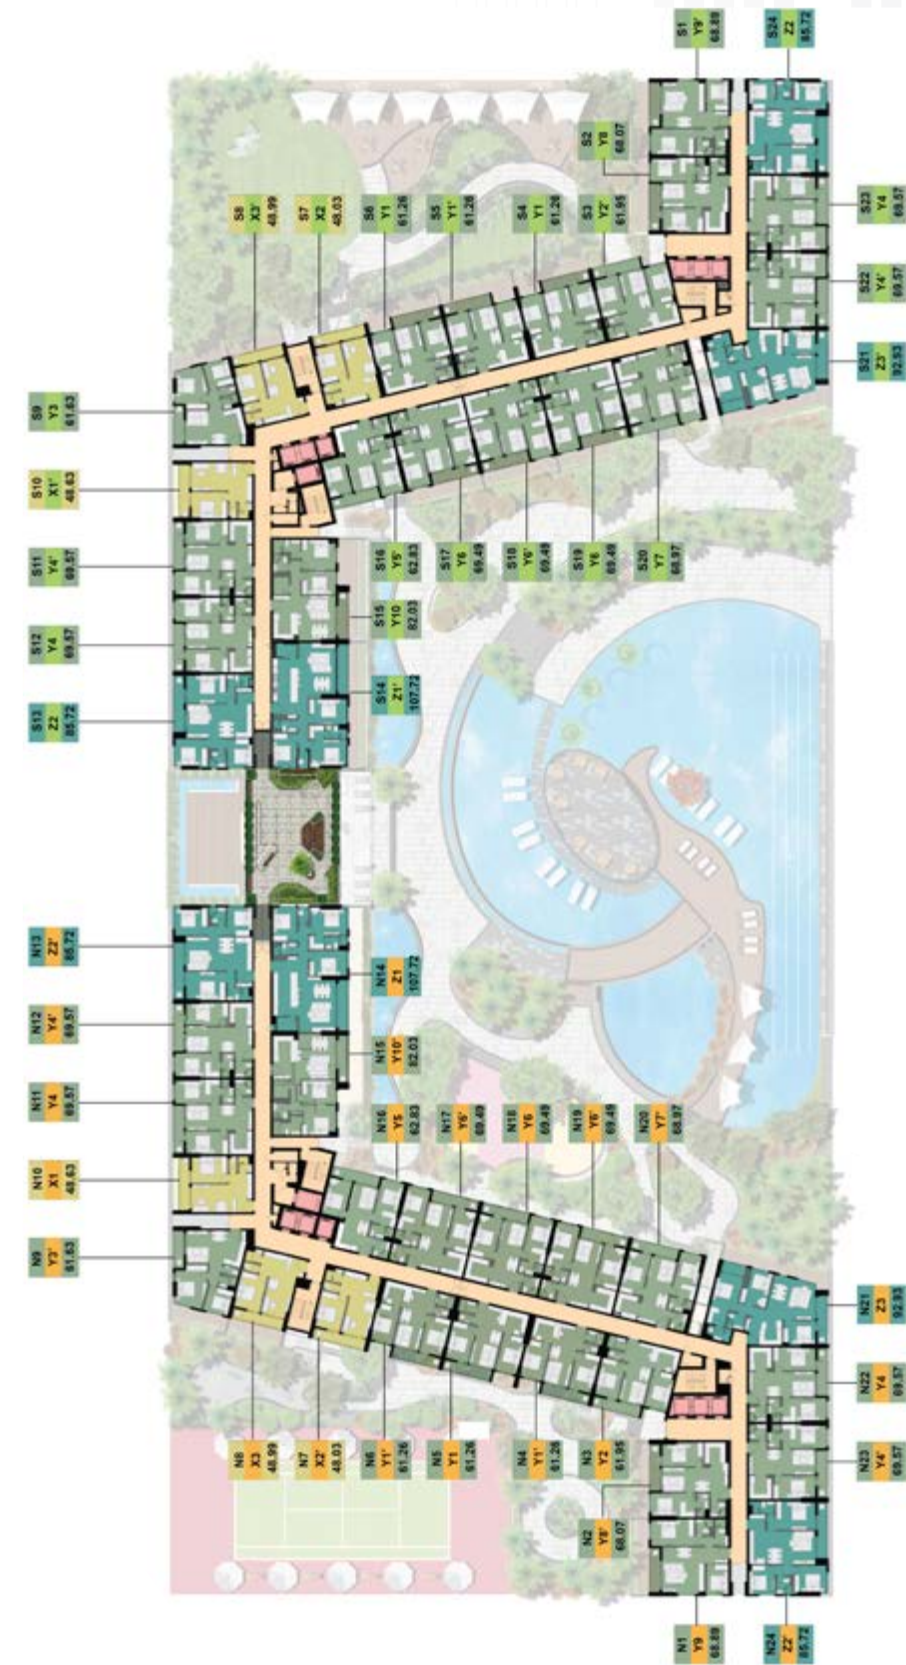 S1
Y9'
68.89
S24
Z2
85.72
S2
Y8
68.07
S8
X3'
48.99
S7
X2
48.03
S6
Y1
61.26
S5
Y1'
61.26
S4
Y1
61.26
S3
Y2'
61.95
S23
Y4
69.57
S22
Y4'
69.57
S21
Z3'
92.93
S9
Y3
61.63
S10
X1'
48.63
S11
Y4'
69.57
S12
Y4
69.57
S13
Z2
85.72
S16
Y5'
62.83
S17
Y6
69.49
S18
Y6'
69.49
S19
Y6
69.49
S20
Y7
68.97
S15
Y10
82.03
S14
Z1'
107.72
N13
Z2'
85.72
N12
Y4'
69.57
N11
Y4
69.57
N10
X1
48.63
N9
Y3'
61.63
N14
Z1
107.72
N15
Y10'
82.03
N16
Y5
62.83
N17
Y6'
69.49
N18
Y6
69.49
N19
Y6'
69.49
N20
Y7'
68.97
N8
X3
48.99
N7
X2'
48.03
N6
Y1'
61.26
N5
Y1
61.26
N4
Y1'
61.26
N3
Y2
61.95
N21
Z3
92.93
N22
Y4
69.57
N23
Y4'
69.57
N2
Y8'
68.07
N1
Y9
68.89
N24
Z2'
85.72